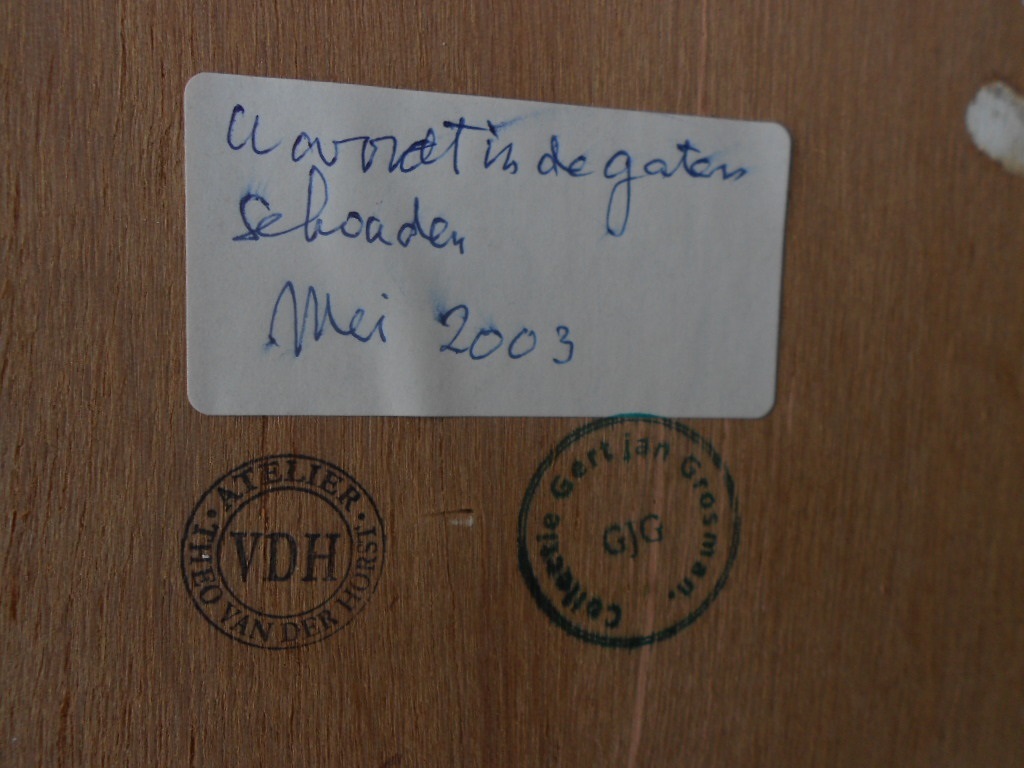 U wordt in de gaten
gehouden
Mei 2003
· ATELIER ·
THEO VAN DER HORST
VDH
Collectie Gert jan Grosman.
GJG